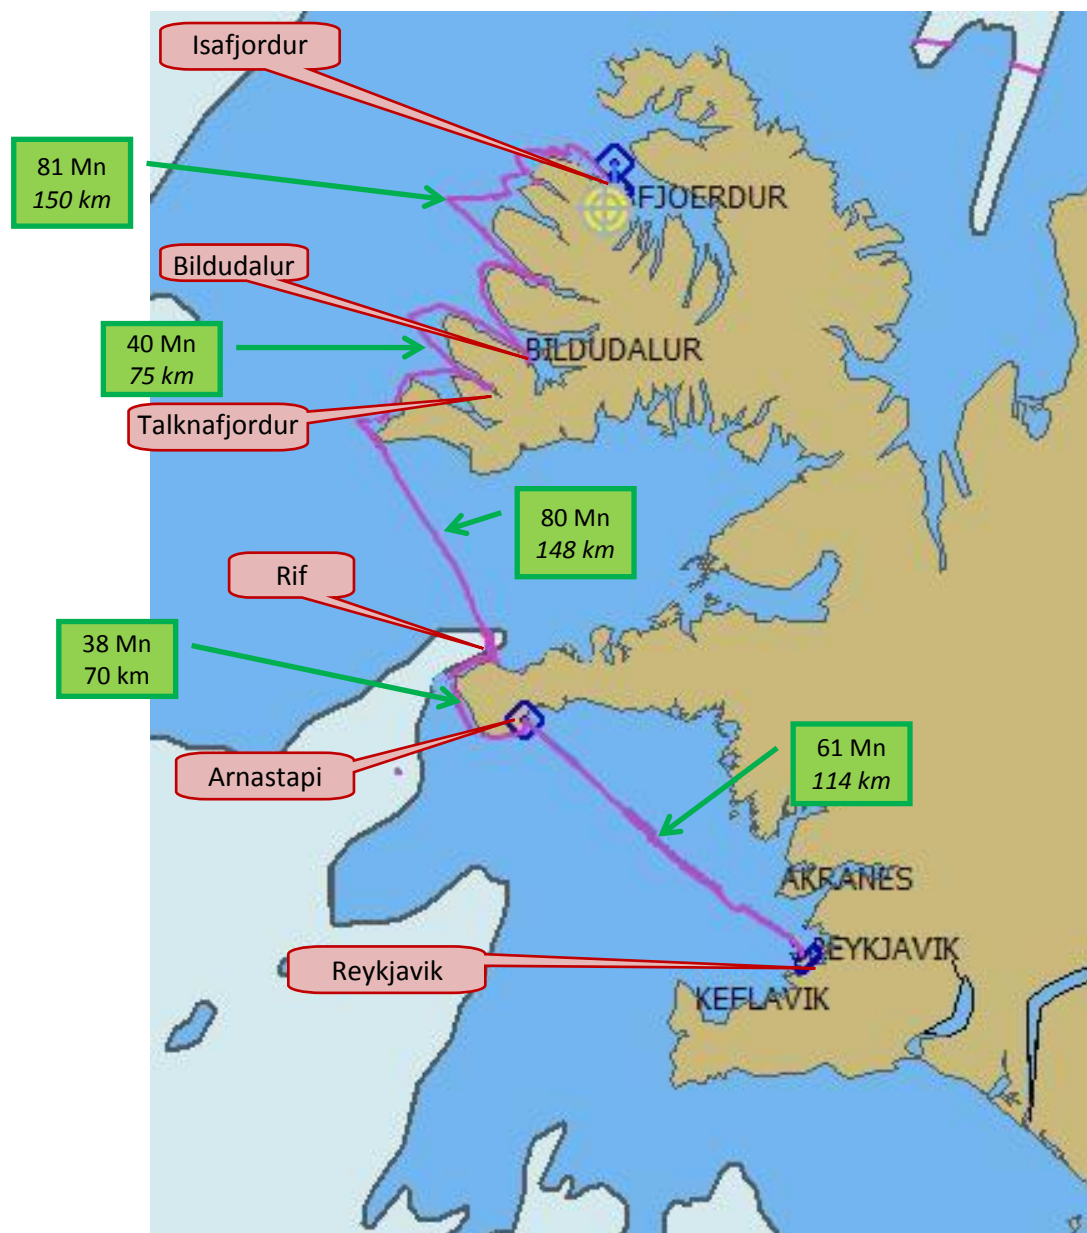 Isafjordur
81 Mn
150 km
FJOERDUR
Bildudalur
40 Mn
75 km
BILDUDALUR
Talknafjordur
80 Mn
148 km
Rif
38 Mn
70 km
Arnastapi
61 Mn
114 km
AKRANES
REYKJAVIK
Reykjavik
KEFLAVIK